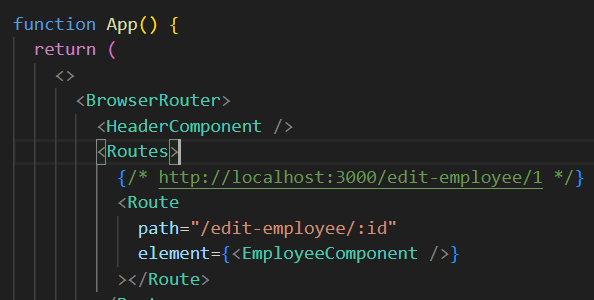 function App() {
return (
<>
<BrowserRouter>
<HeaderComponent />
<Routes>
{/* http://localhost:3000/edit-employee/1 */}
<Route
path="/edit-employee/:id"
element={<EmployeeComponent />}
></Route>